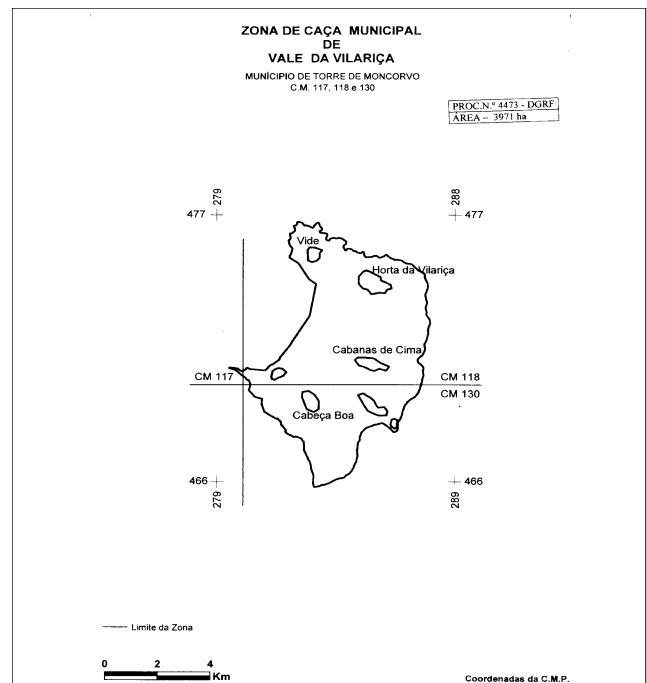 ZONA DE CAÇA MUNICIPAL
DE
VALE DA VILARIÇA
MUNÍCIPIO DE TORRE DE MONCORVO
C.M. 117, 118 e 130
PROC.N.º 4473 - DGRF
ÁREA – 3971 ha
279
288
477
477
Vide
Horta da Vilariça
Cabanas de Cima
CM 117
CM 118
CM 130
Cabeça Boa
466
466
279
289
Limite da Zona
0 2 4
Km
Coordenadas da C.M.P.